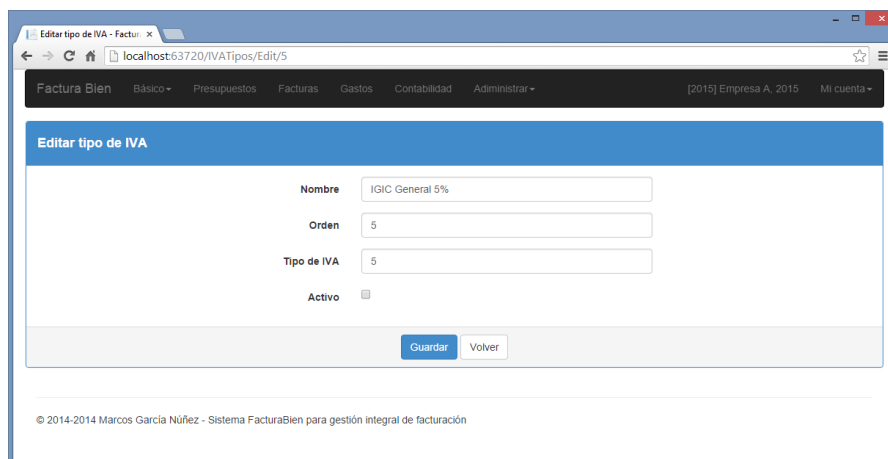 Editar tipo de IVA - Factur
localhost:63720/IVATipos/Edit/5
Factura Bien Básico Presupuestos Facturas Gastos Contabilidad Adiministrar [2015] Empresa A, 2015 Mi cuenta
Editar tipo de IVA
Nombre IGIC General 5%
Orden 5
Tipo de IVA 5
Activo
Guardar Volver
© 2014-2014 Marcos García Núñez - Sistema FacturaBien para gestión integral de facturación